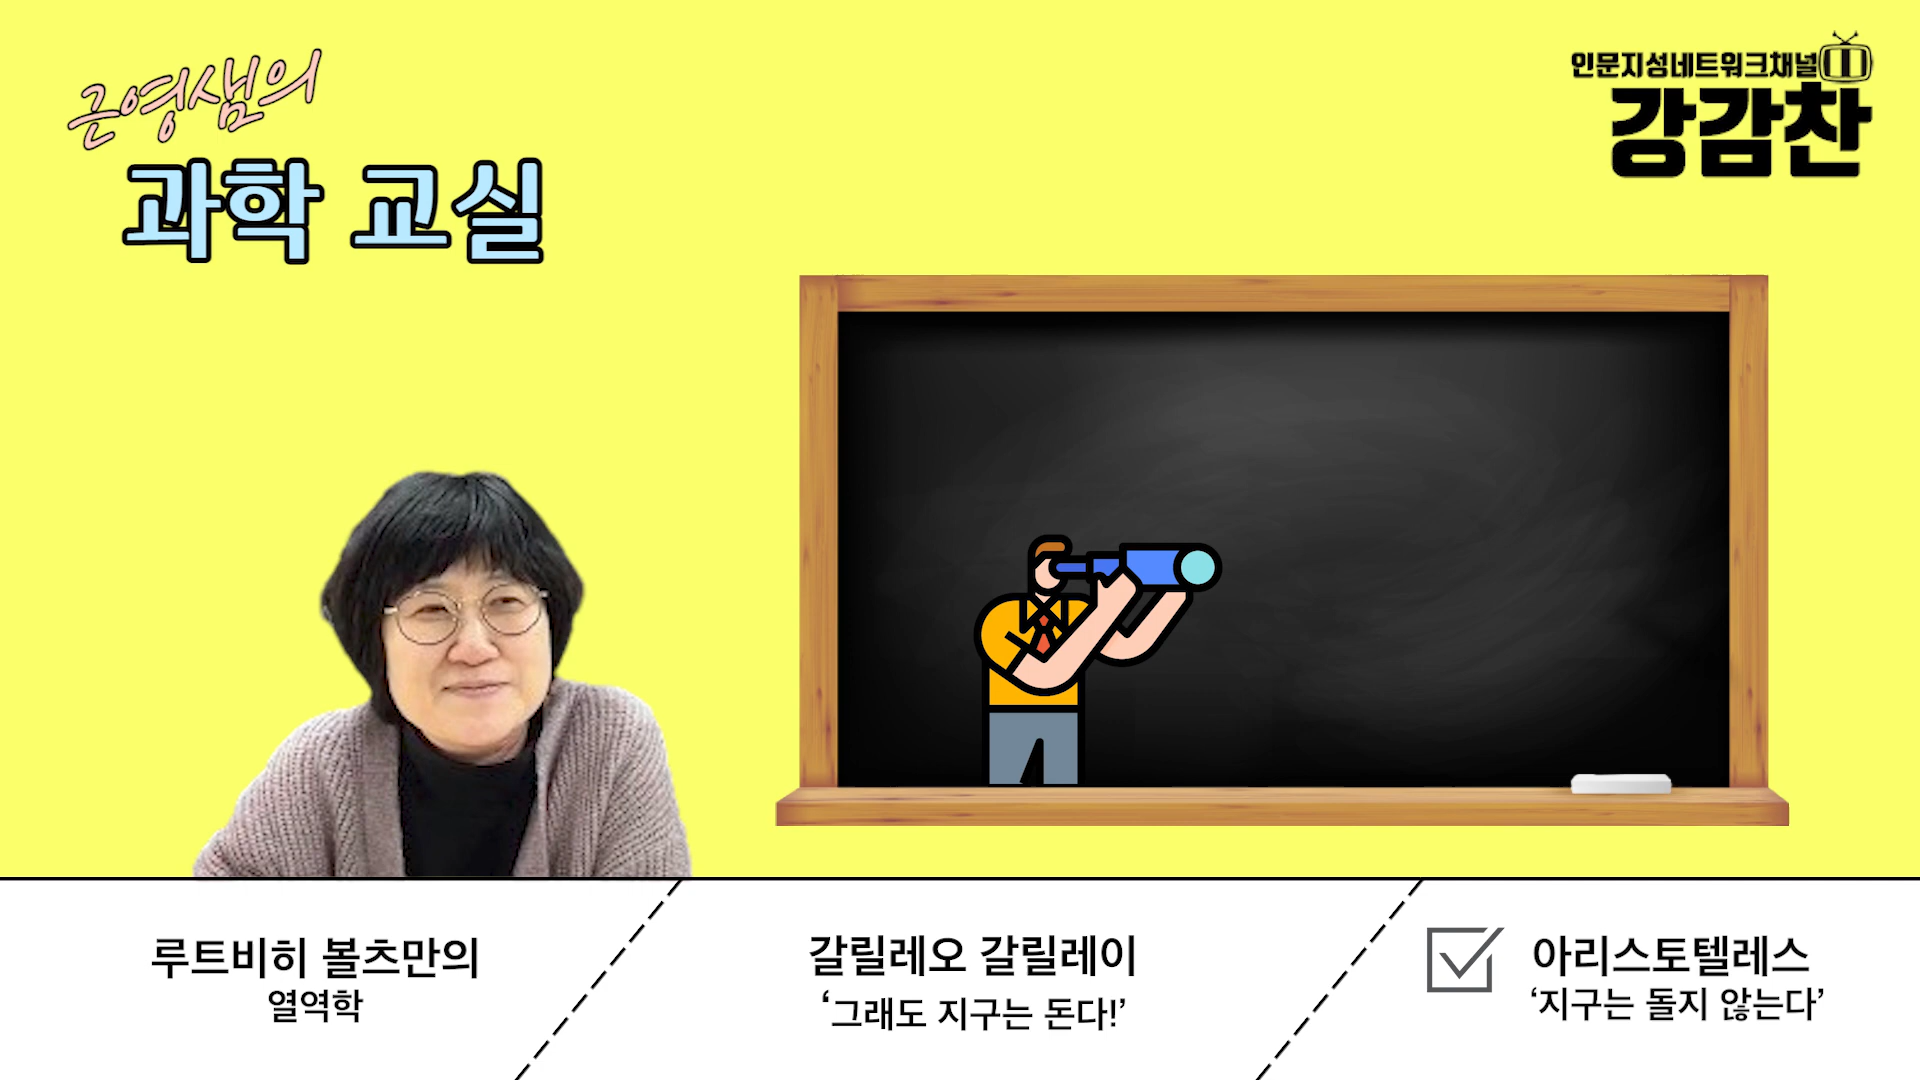 근영샘의
과학 교실
인문지성네트워크채널
강감찬
루트비히 볼츠만의
열역학
갈릴레오 갈릴레이
‘그래도 지구는 돈다!’
아리스토텔레스
‘지구는 돌지 않는다’